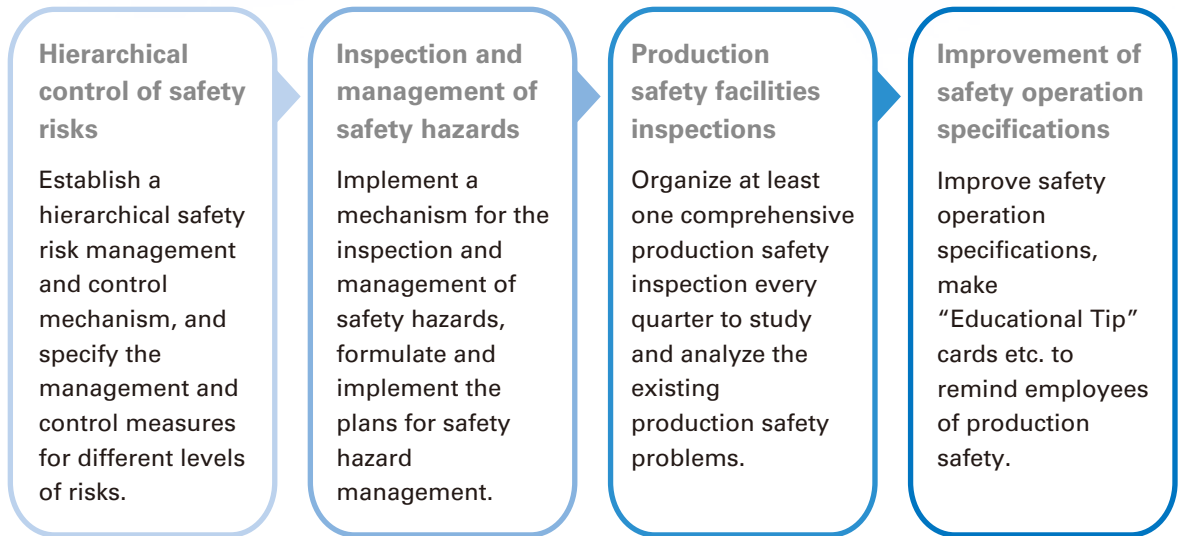 Hierarchical
control of safety
risks
Establish a
hierarchical safety
risk management
and control
mechanism, and
specify the
management and
control measures
for different levels
of risks.
Inspection and
management of
safety hazards
Implement a
mechanism for the
inspection and
management of
safety hazards,
formulate and
implement the
plans for safety
hazard
management.
Production
safety facilities
inspections
Organize at least
one comprehensive
production safety
inspection every
quarter to study
and analyze the
existing
production safety
problems.
Improvement of
safety operation
specifications
Improve safety
operation
specifications,
make
“Educational Tip”
cards etc. to
remind employees
of production
safety.